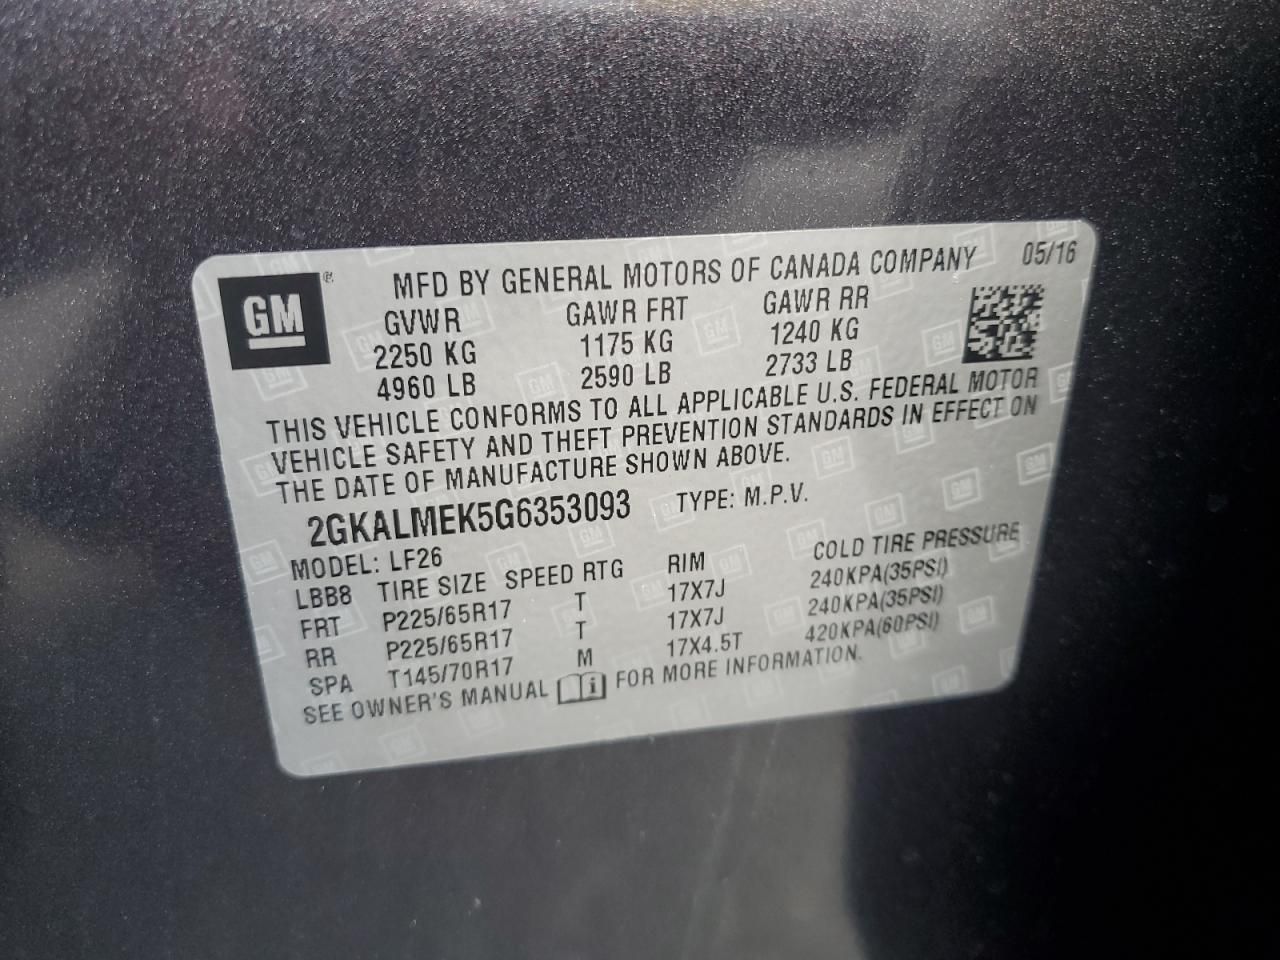 GM ® MFD BY GENERAL MOTORS OF CANADA COMPANY 05/16
GVWR GAWR FRT GAWR RR
2250 KG 1175 KG 1240 KG
4960 LB 2590 LB 2733 LB
THIS VEHICLE CONFORMS TO ALL APPLICABLE U.S. FEDERAL MOTOR
VEHICLE SAFETY AND THEFT PREVENTION STANDARDS IN EFFECT ON
THE DATE OF MANUFACTURE SHOWN ABOVE.
2GKALMEK5G6353093 TYPE: M.P.V.
MODEL: LF26
LBB8 TIRE SIZE SPEED RTG RIM COLD TIRE PRESSURE
FRT P225/65R17 T 17X7J 240KPA(35PSI)
RR P225/65R17 T 17X7J 240KPA(35PSI)
SPA T145/70R17 M 17X4.5T 420KPA(60PSI)
SEE OWNER'S MANUAL i FOR MORE INFORMATION.